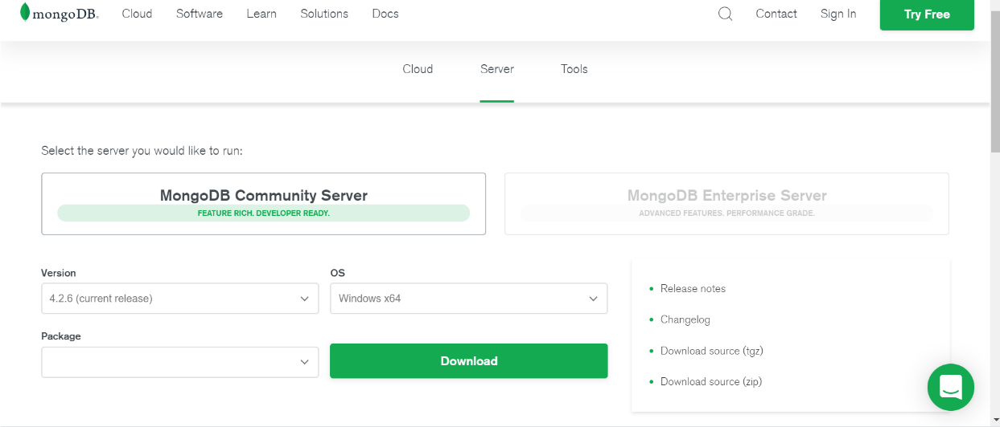 mongoDB. Cloud Software Learn Solutions Docs Contact Sign In Try Free
Cloud Server Tools
Select the server you would like to run:
MongoDB Community Server
FEATURE RICH. DEVELOPER READY.
MongoDB Enterprise Server
ADVANCED FEATURES. PERFORMANCE GRADE.
Version
4.2.6 (current release)
OS
Windows x64
Package
Download
Release notes
Changelog
Download source (tgz)
Download source (zip)